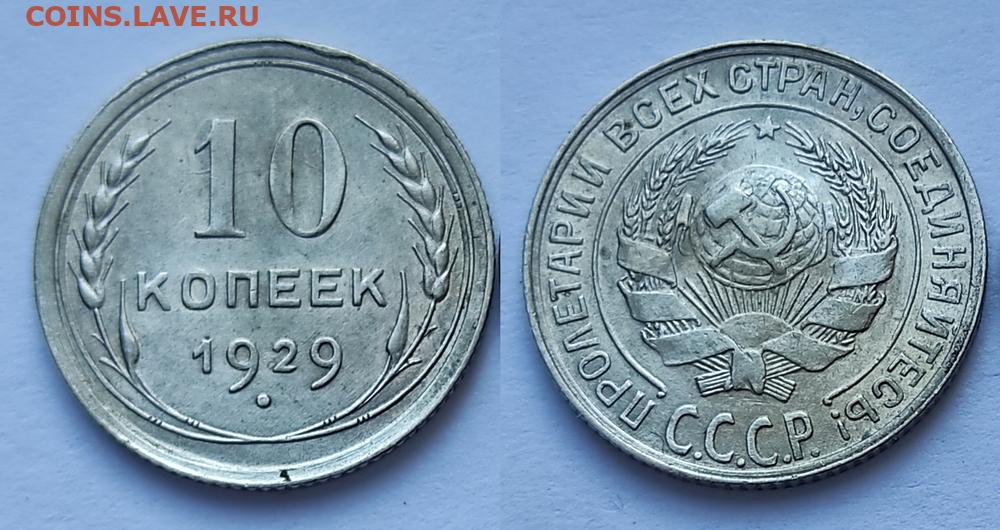 COINS.LAVE.RU
10
КОПЕЕК
1929
ПРОЛЕТАРИИ ВСЕХ СТРАН, СОЕДИНЯЙТЕСЬ!
С.С.С.Р.